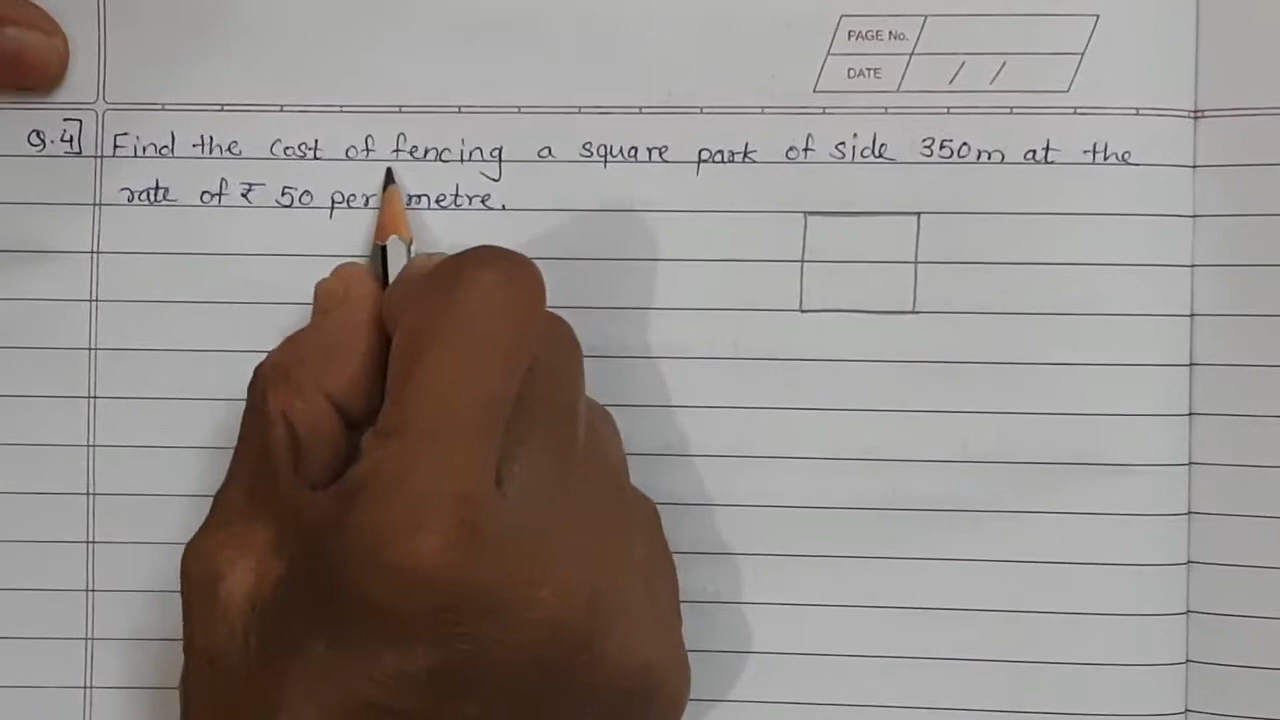 PAGE No.
DATE / /
Q.4] Find the cost of fencing a square park of side 350m at the
rate of ₹ 50 per metre.